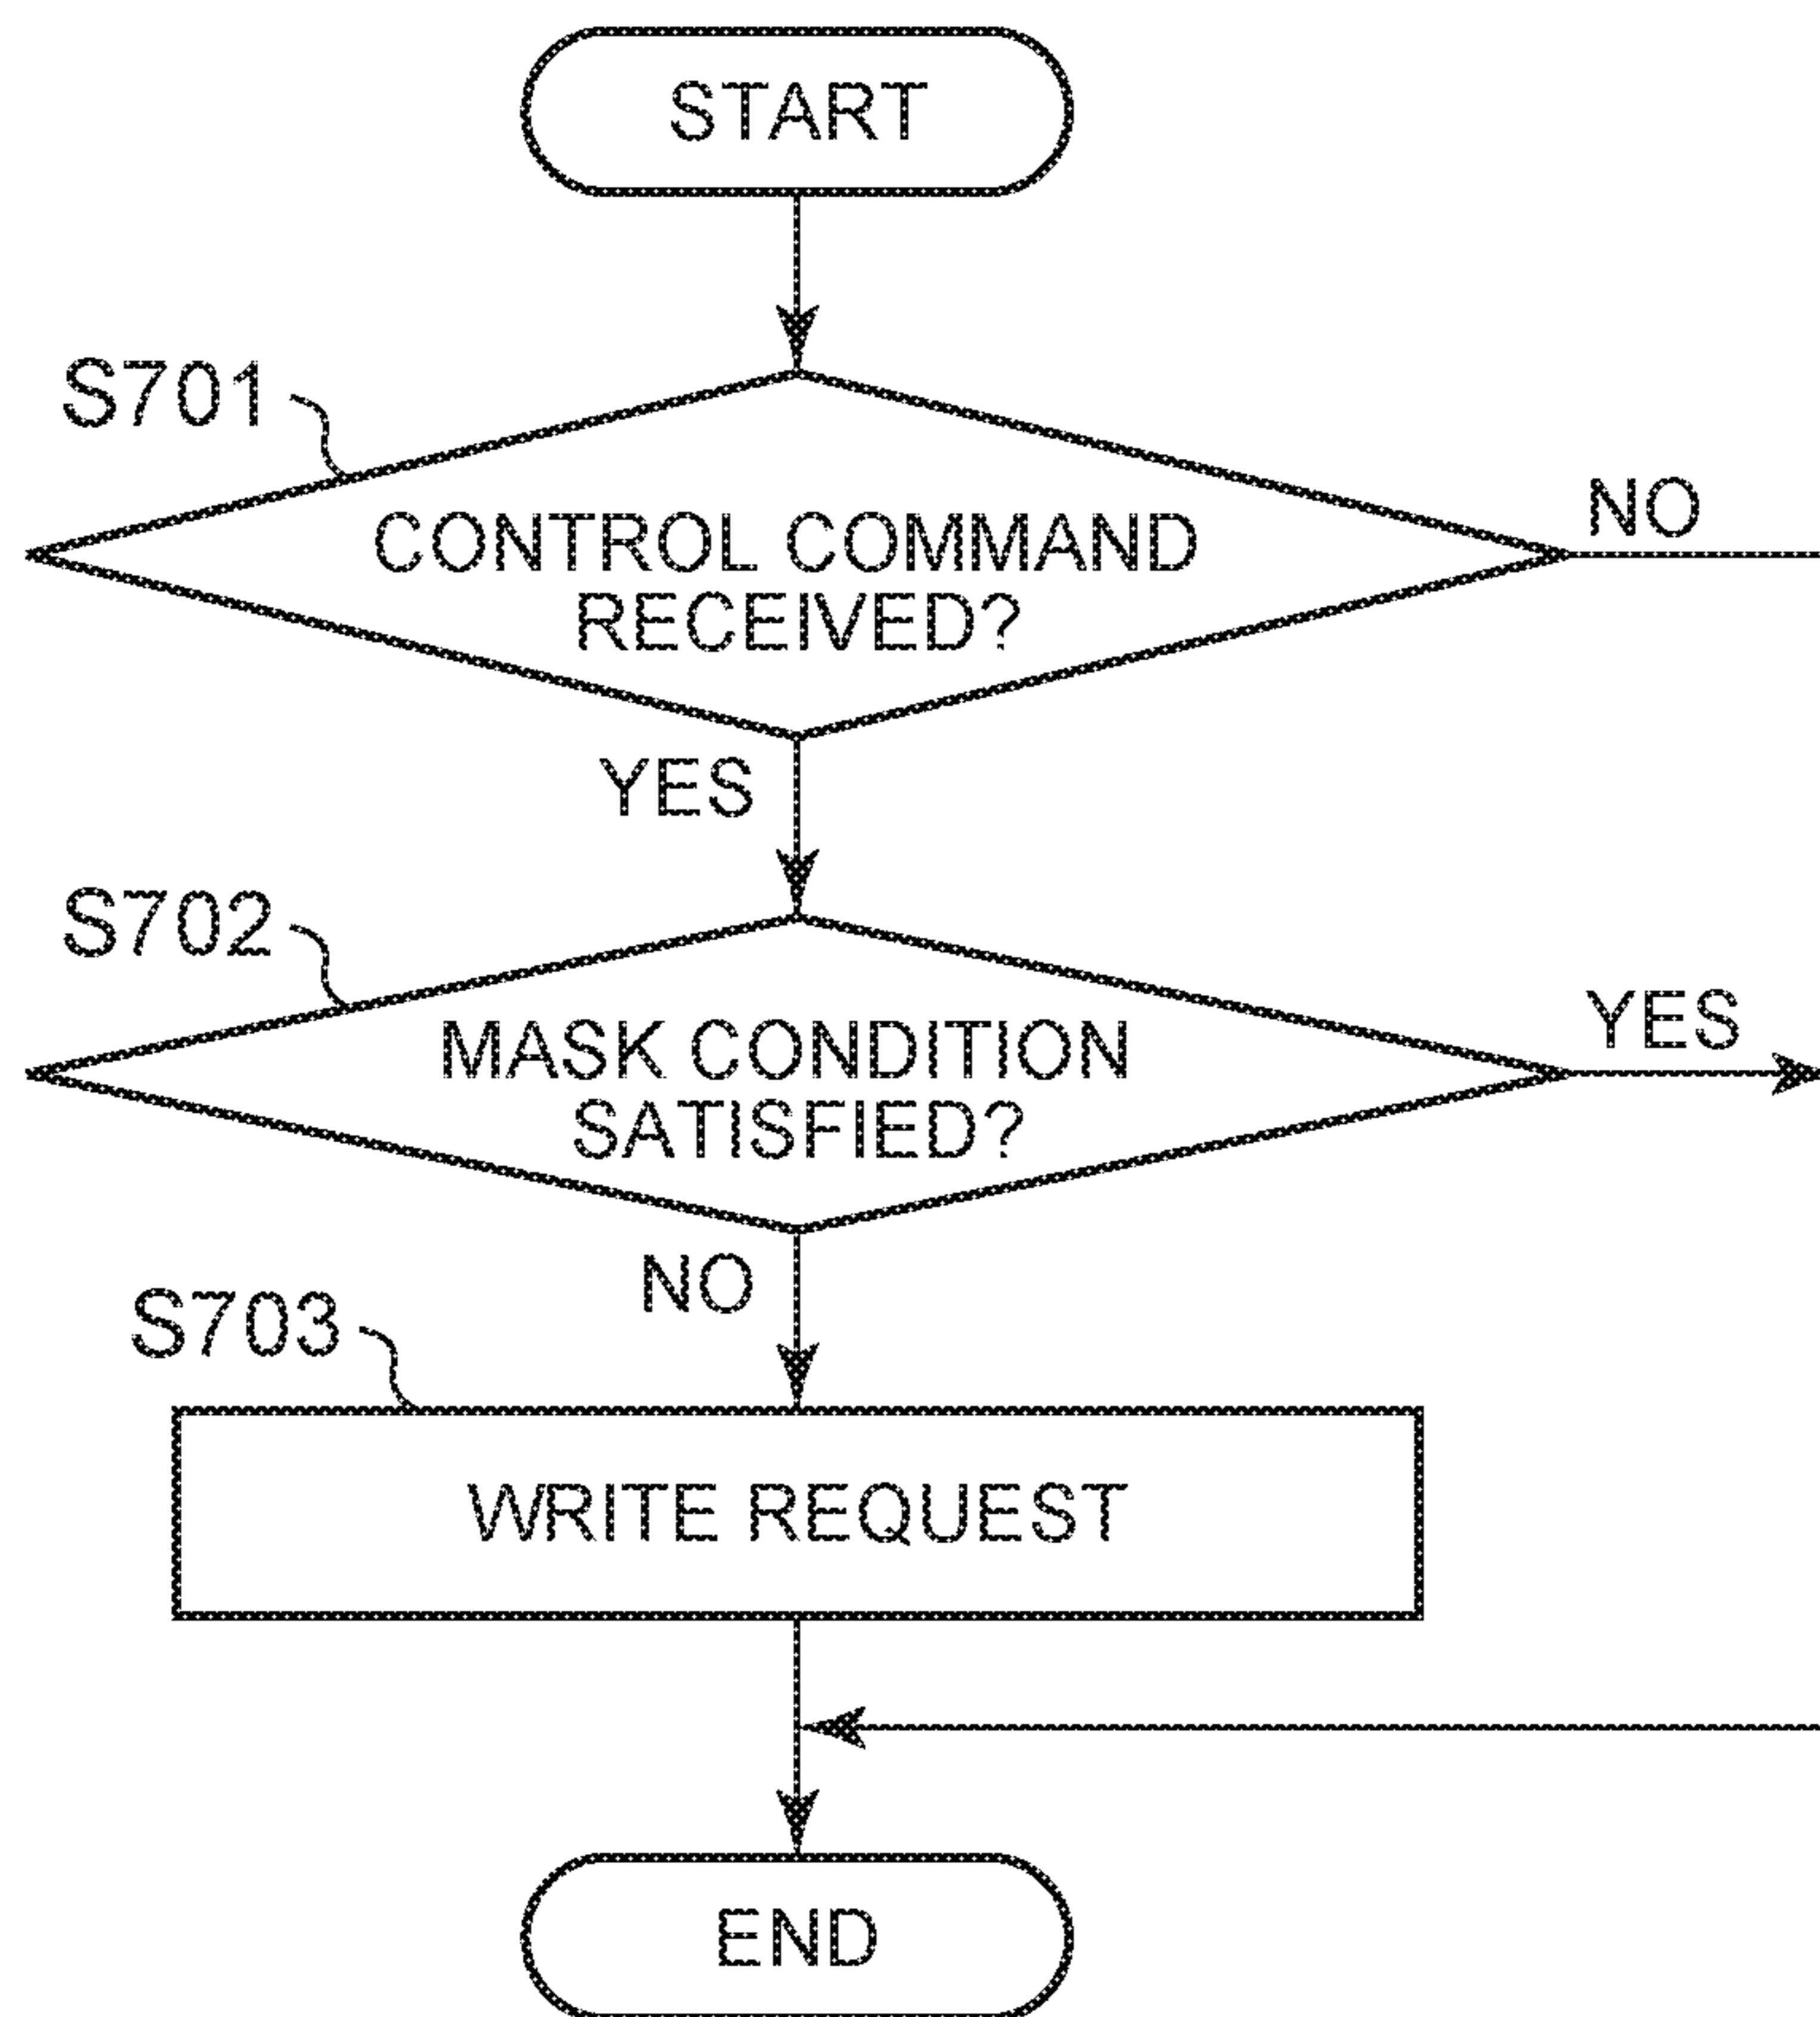 START
S701
CONTROL COMMAND
RECEIVED?
NO
YES
S702
MASK CONDITION
SATISFIED?
YES
NO
S703
WRITE REQUEST
END